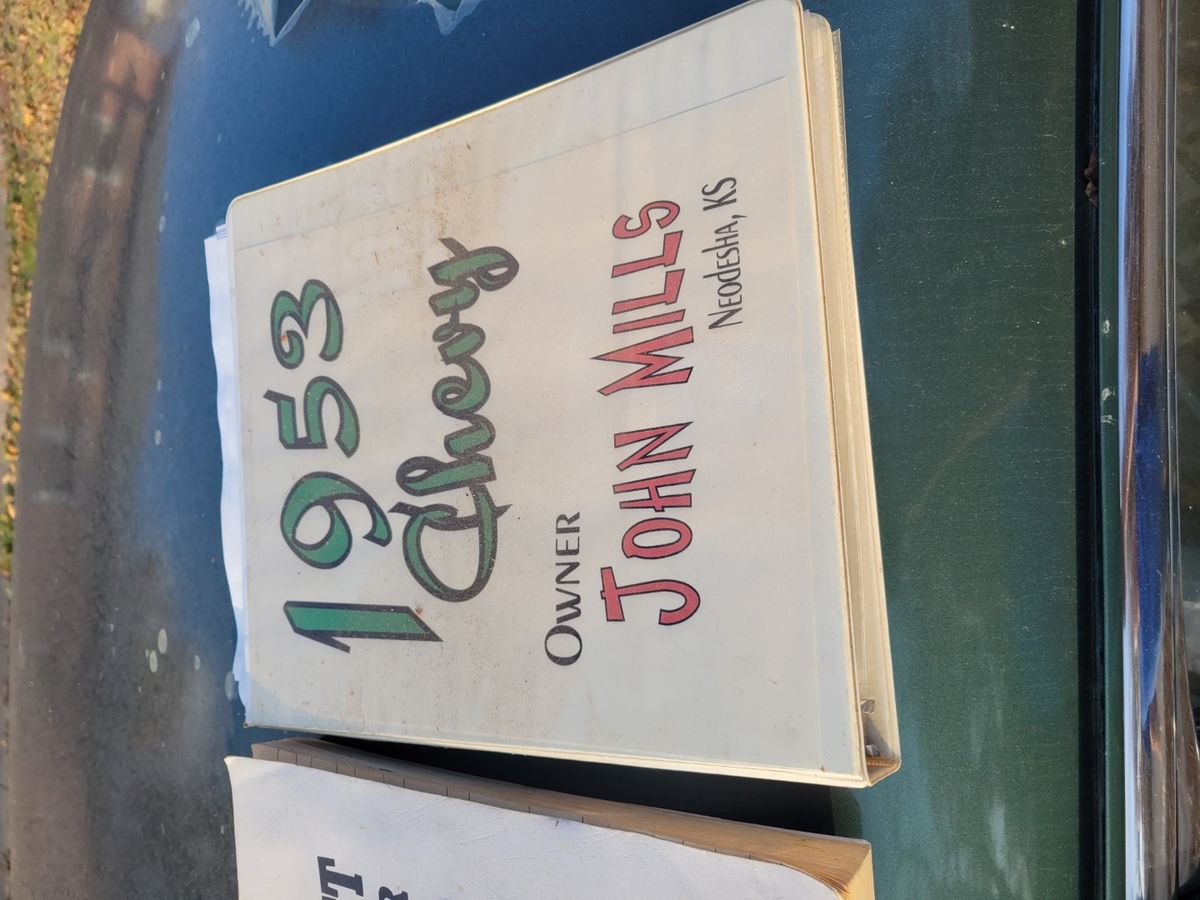 1953
Chevy
OWNER
JOHN MILLS
NEODESHA, KS